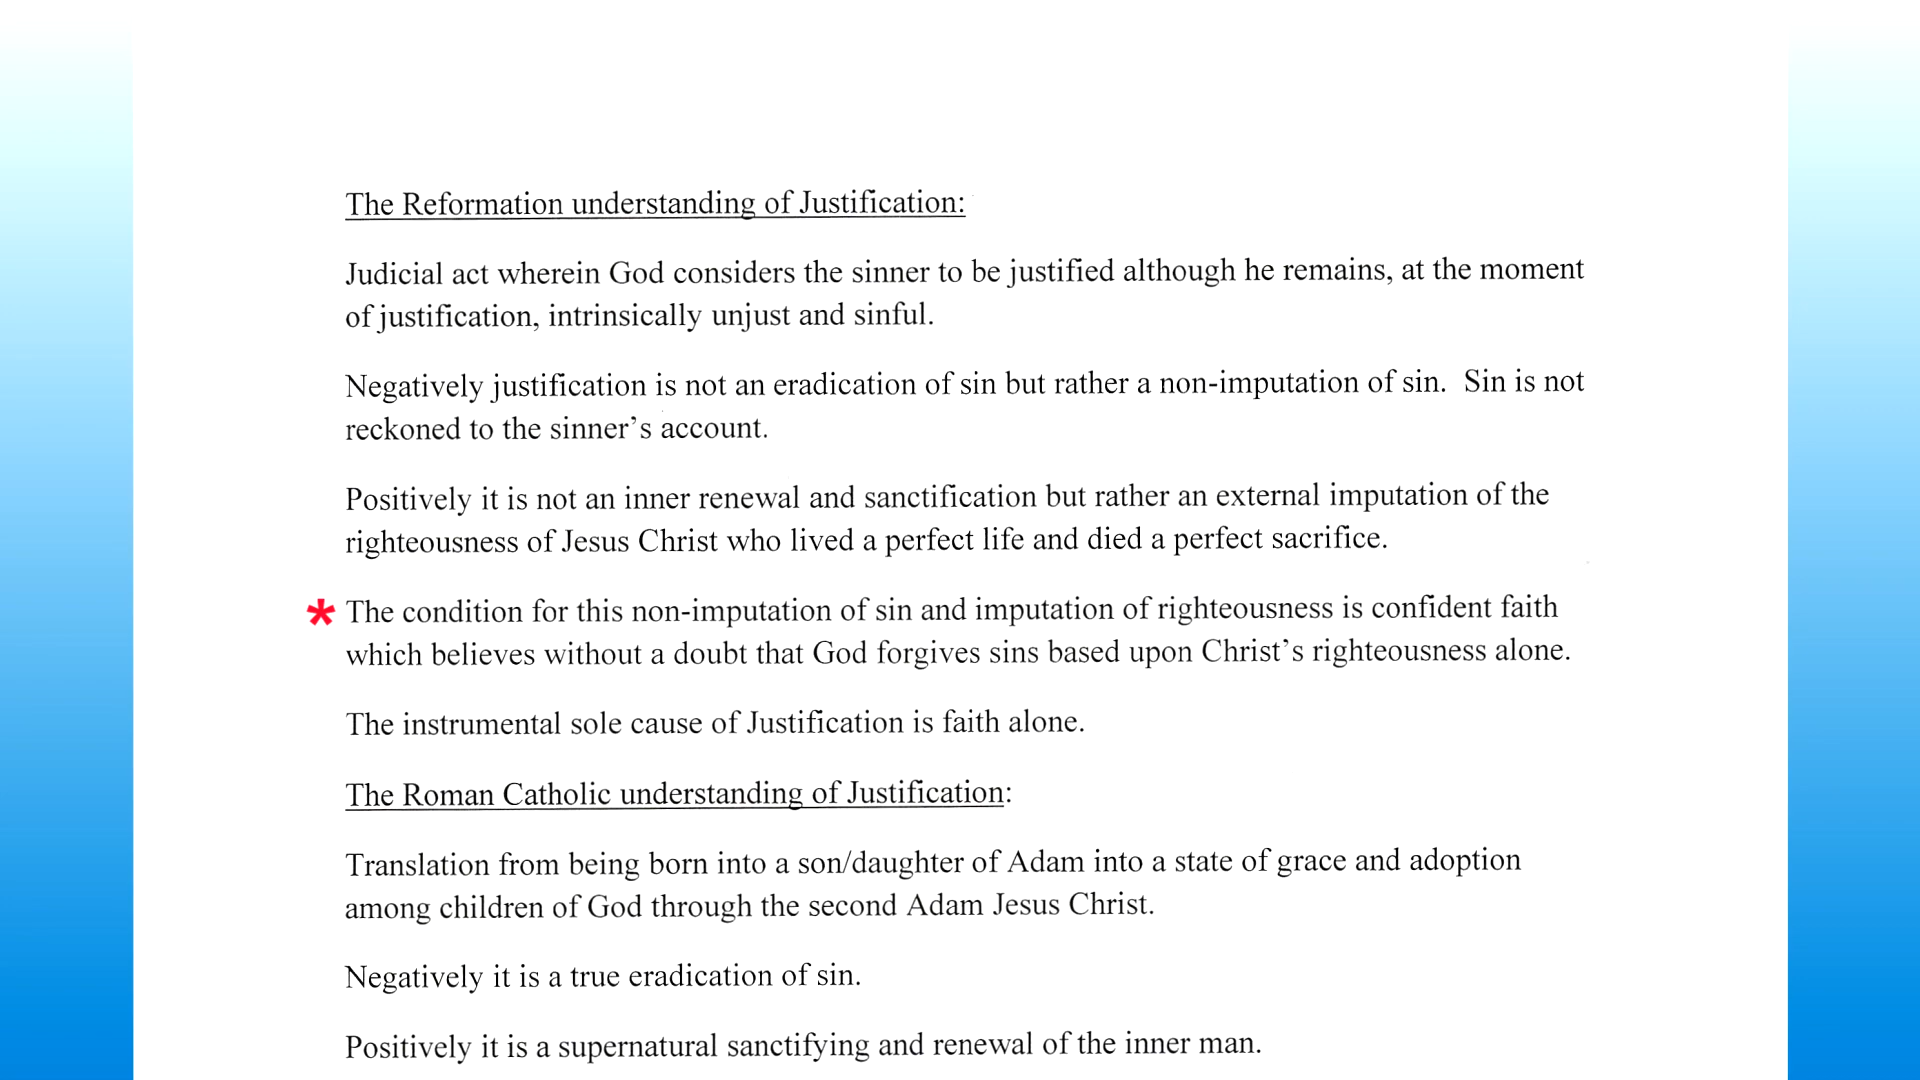 The Reformation understanding of Justification:
Judicial act wherein God considers the sinner to be justified although he remains, at the moment
of justification, intrinsically unjust and sinful.
Negatively justification is not an eradication of sin but rather a non-imputation of sin. Sin is not
reckoned to the sinner’s account.
Positively it is not an inner renewal and sanctification but rather an external imputation of the
righteousness of Jesus Christ who lived a perfect life and died a perfect sacrifice.
* The condition for this non-imputation of sin and imputation of righteousness is confident faith
which believes without a doubt that God forgives sins based upon Christ’s righteousness alone.
The instrumental sole cause of Justification is faith alone.
The Roman Catholic understanding of Justification:
Translation from being born into a son/daughter of Adam into a state of grace and adoption
among children of God through the second Adam Jesus Christ.
Negatively it is a true eradication of sin.
Positively it is a supernatural sanctifying and renewal of the inner man.